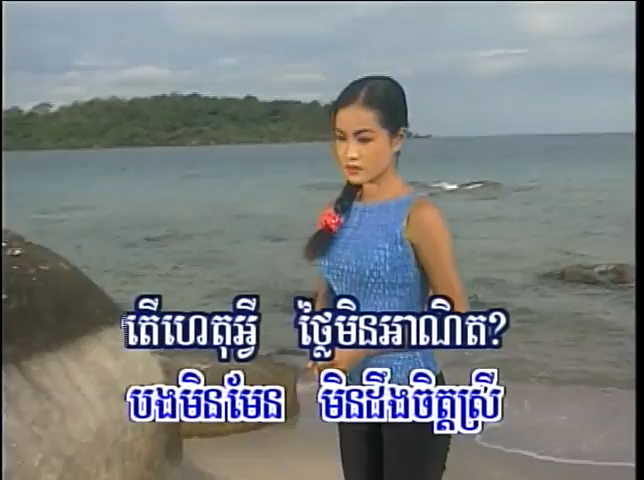 តើហេតុអ្វី ថ្លៃមិនអាណិត?
បងមិនមែន មិនដឹងចិត្តស្រី